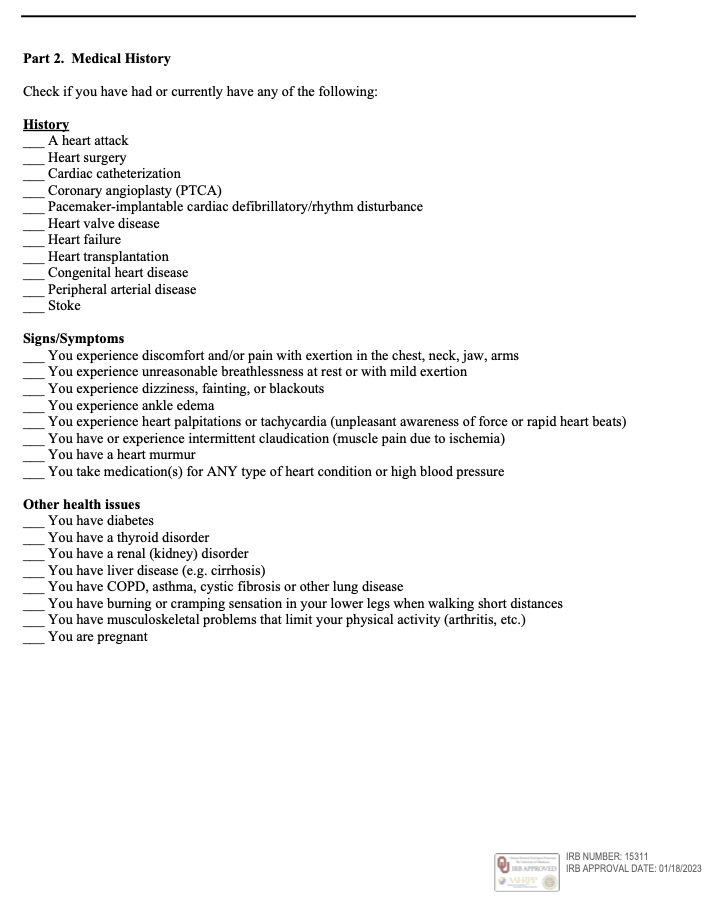 Part 2. Medical History
Check if you have had or currently have any of the following:
History
___ A heart attack
___ Heart surgery
___ Cardiac catheterization
___ Coronary angioplasty (PTCA)
___ Pacemaker-implantable cardiac defibrillatory/rhythm disturbance
___ Heart valve disease
___ Heart failure
___ Heart transplantation
___ Congenital heart disease
___ Peripheral arterial disease
___ Stoke
Signs/Symptoms
___ You experience discomfort and/or pain with exertion in the chest, neck, jaw, arms
___ You experience unreasonable breathlessness at rest or with mild exertion
___ You experience dizziness, fainting, or blackouts
___ You experience ankle edema
___ You experience heart palpitations or tachycardia (unpleasant awareness of force or rapid heart beats)
___ You have or experience intermittent claudication (muscle pain due to ischemia)
___ You have a heart murmur
___ You take medication(s) for ANY type of heart condition or high blood pressure
Other health issues
___ You have diabetes
___ You have a thyroid disorder
___ You have a renal (kidney) disorder
___ You have liver disease (e.g. cirrhosis)
___ You have COPD, asthma, cystic fibrosis or other lung disease
___ You have burning or cramping sensation in your lower legs when walking short distances
___ You have musculoskeletal problems that limit your physical activity (arthritis, etc.)
___ You are pregnant
IRB APPROVED
AAHRPP
IRB NUMBER: 15311
IRB APPROVAL DATE: 01/18/2023